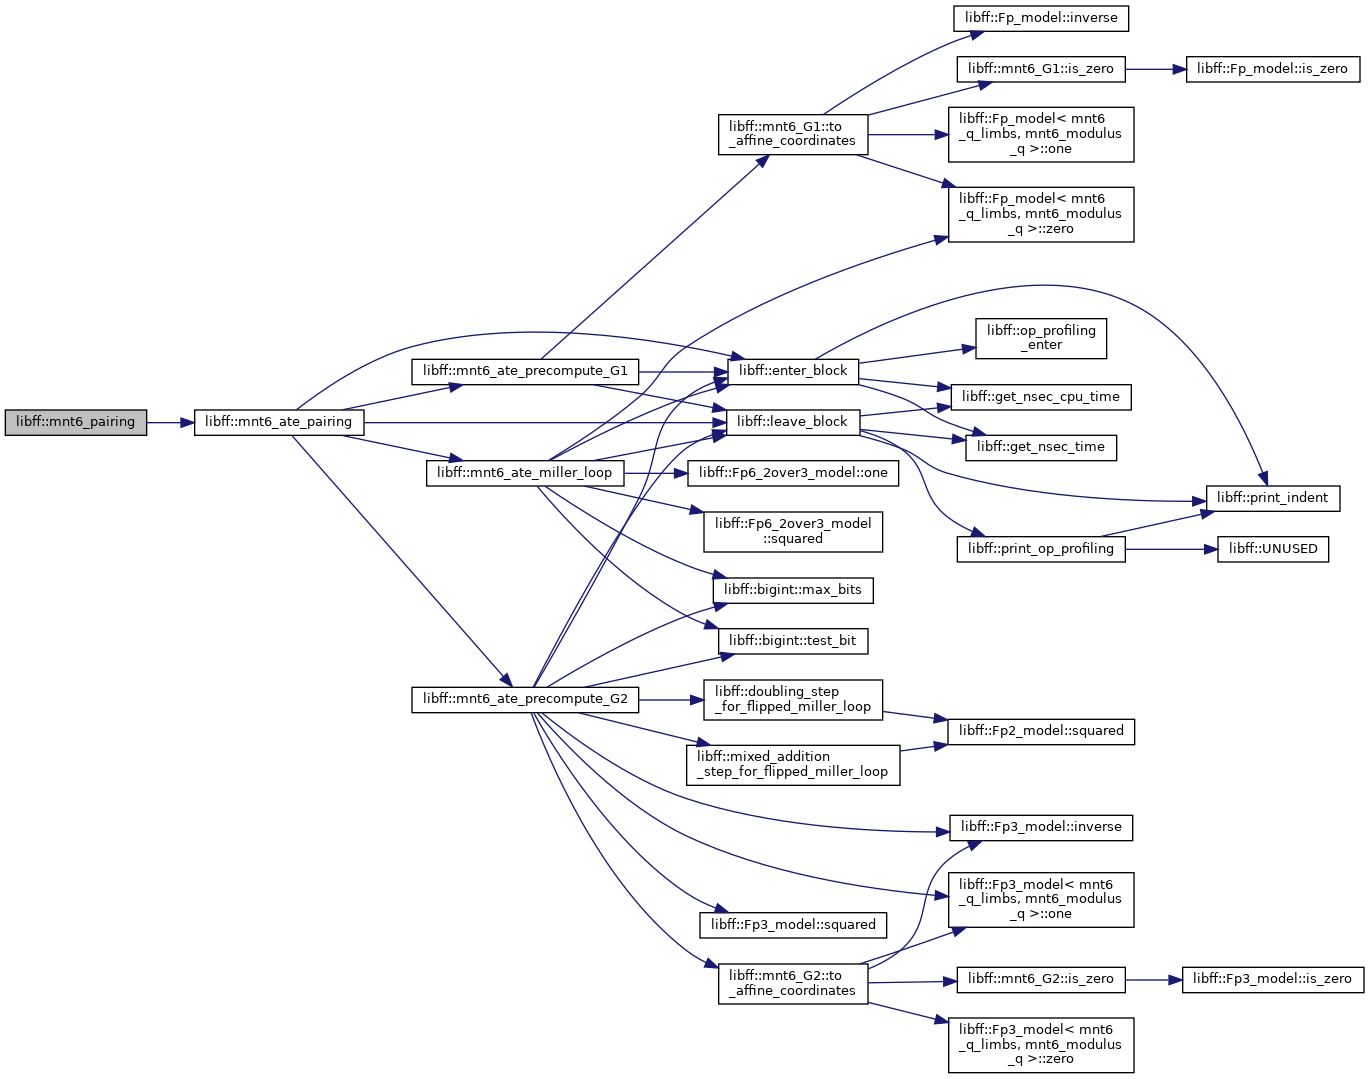 libff::Fp_model::inverse
libff::mnt6_G1::is_zero
libff::Fp_model::is_zero
libff::mnt6_G1::to
_affine_coordinates
libff::Fp_model< mnt6
_q_limbs, mnt6_modulus
_q >::one
libff::Fp_model< mnt6
_q_limbs, mnt6_modulus
_q >::zero
libff::op_profiling
_enter
libff::mnt6_ate_precompute_G1
libff::enter_block
libff::get_nsec_cpu_time
libff::mnt6_pairing
libff::mnt6_ate_pairing
libff::leave_block
libff::get_nsec_time
libff::mnt6_ate_miller_loop
libff::Fp6_2over3_model::one
libff::print_indent
libff::Fp6_2over3_model
::squared
libff::print_op_profiling
libff::UNUSED
libff::bigint::max_bits
libff::bigint::test_bit
libff::mnt6_ate_precompute_G2
libff::doubling_step
_for_flipped_miller_loop
libff::Fp2_model::squared
libff::mixed_addition
_step_for_flipped_miller_loop
libff::Fp3_model::inverse
libff::Fp3_model< mnt6
_q_limbs, mnt6_modulus
_q >::one
libff::Fp3_model::squared
libff::mnt6_G2::to
_affine_coordinates
libff::mnt6_G2::is_zero
libff::Fp3_model::is_zero
libff::Fp3_model< mnt6
_q_limbs, mnt6_modulus
_q >::zero